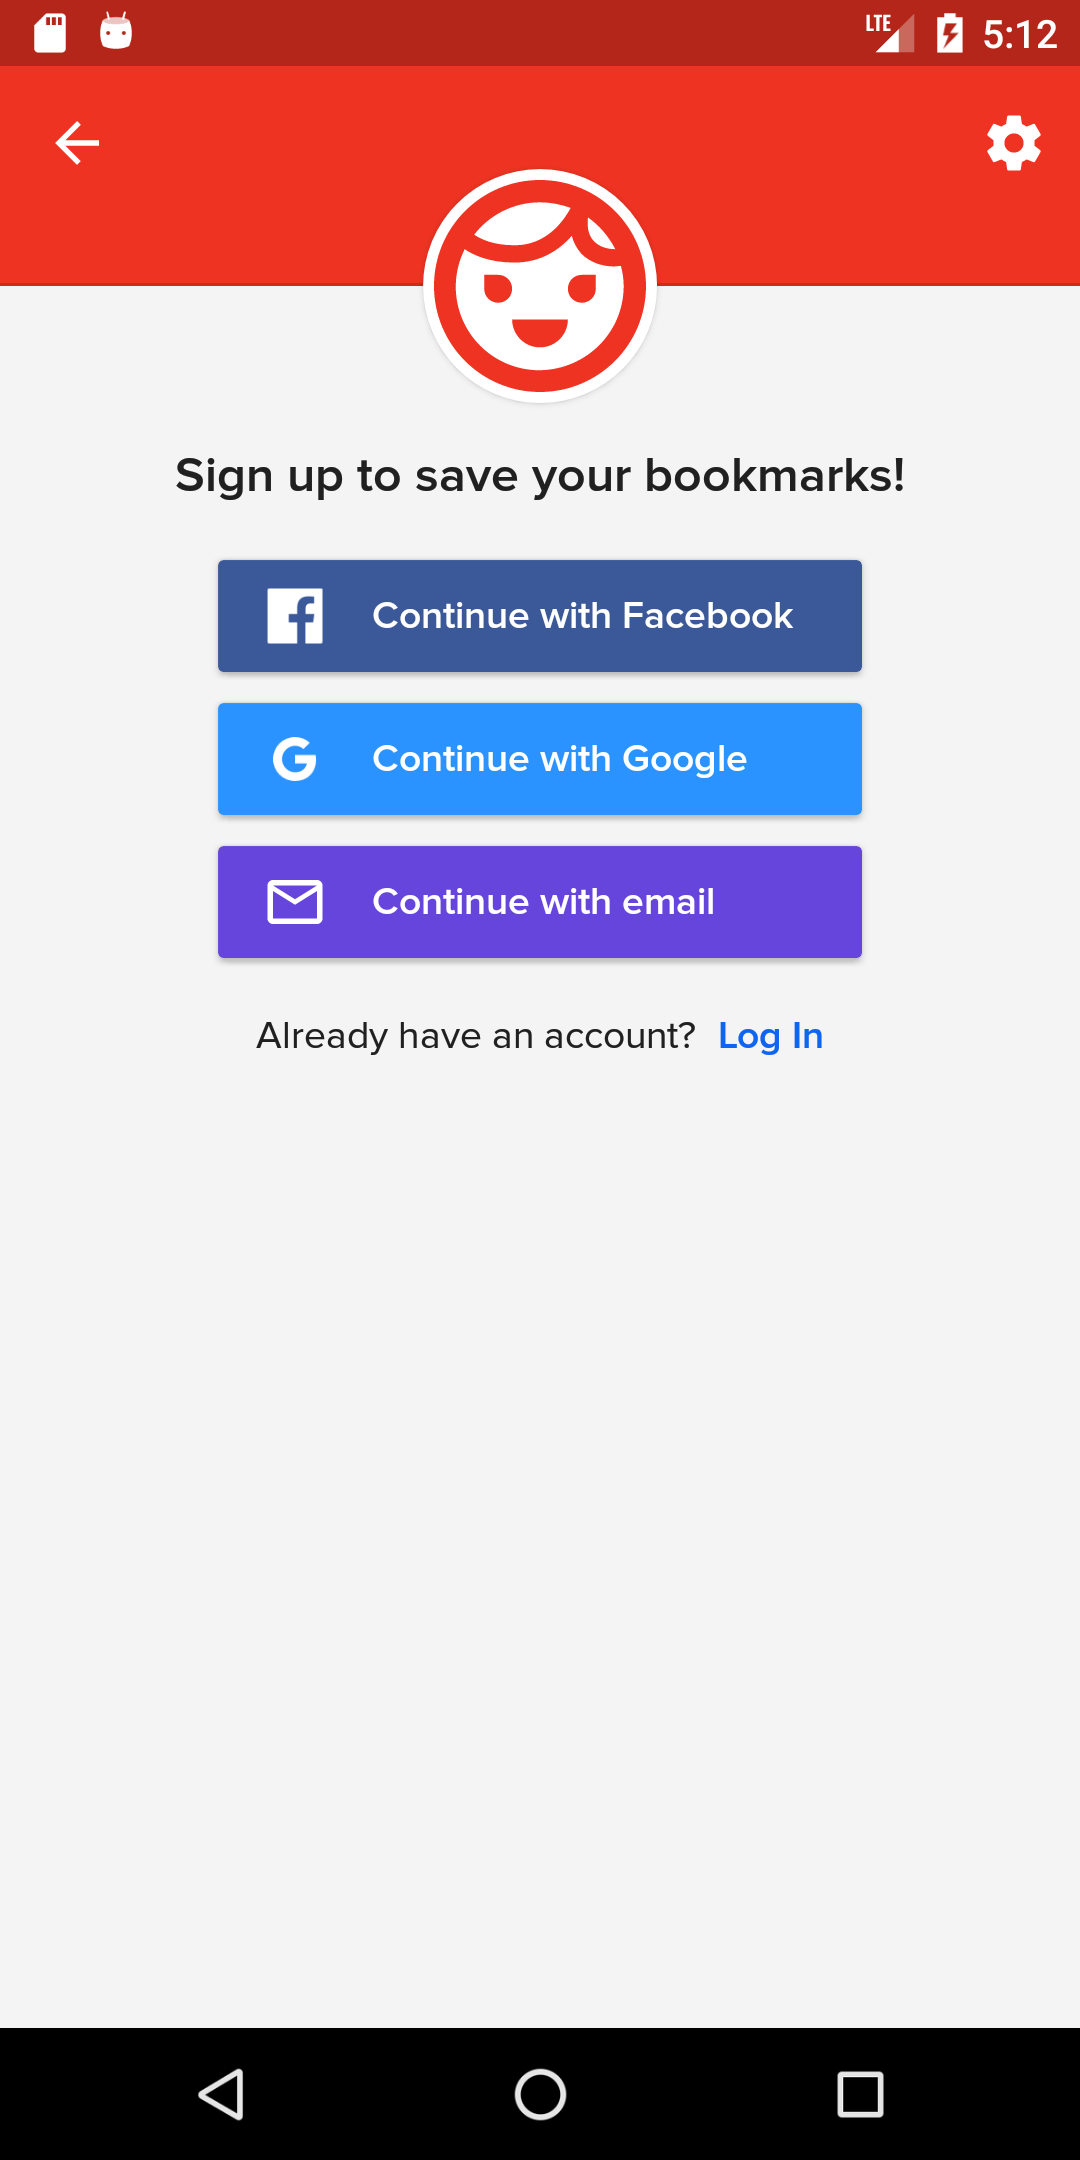 LTE 5:12
Sign up to save your bookmarks!
Continue with Facebook
Continue with Google
Continue with email
Already have an account? Log In